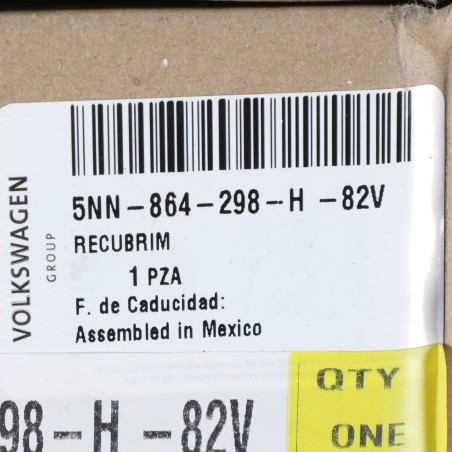 VOLKSWAGEN
GROUP
5NN-864-298-H -82V
RECUBRIM
1 PZA
F. de Caducidad:
Assembled in Mexico
98-H -82V
QTY
ONE